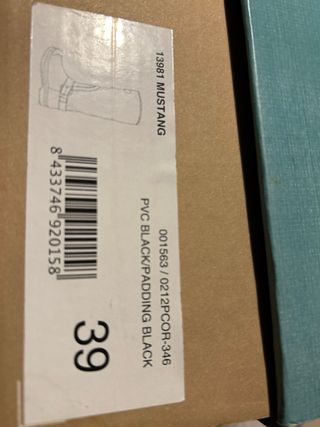 13981 MUSTANG
001563 / 0212PCOR-346
PVC BLACK/PADDING BLACK
8 433746 920158
39